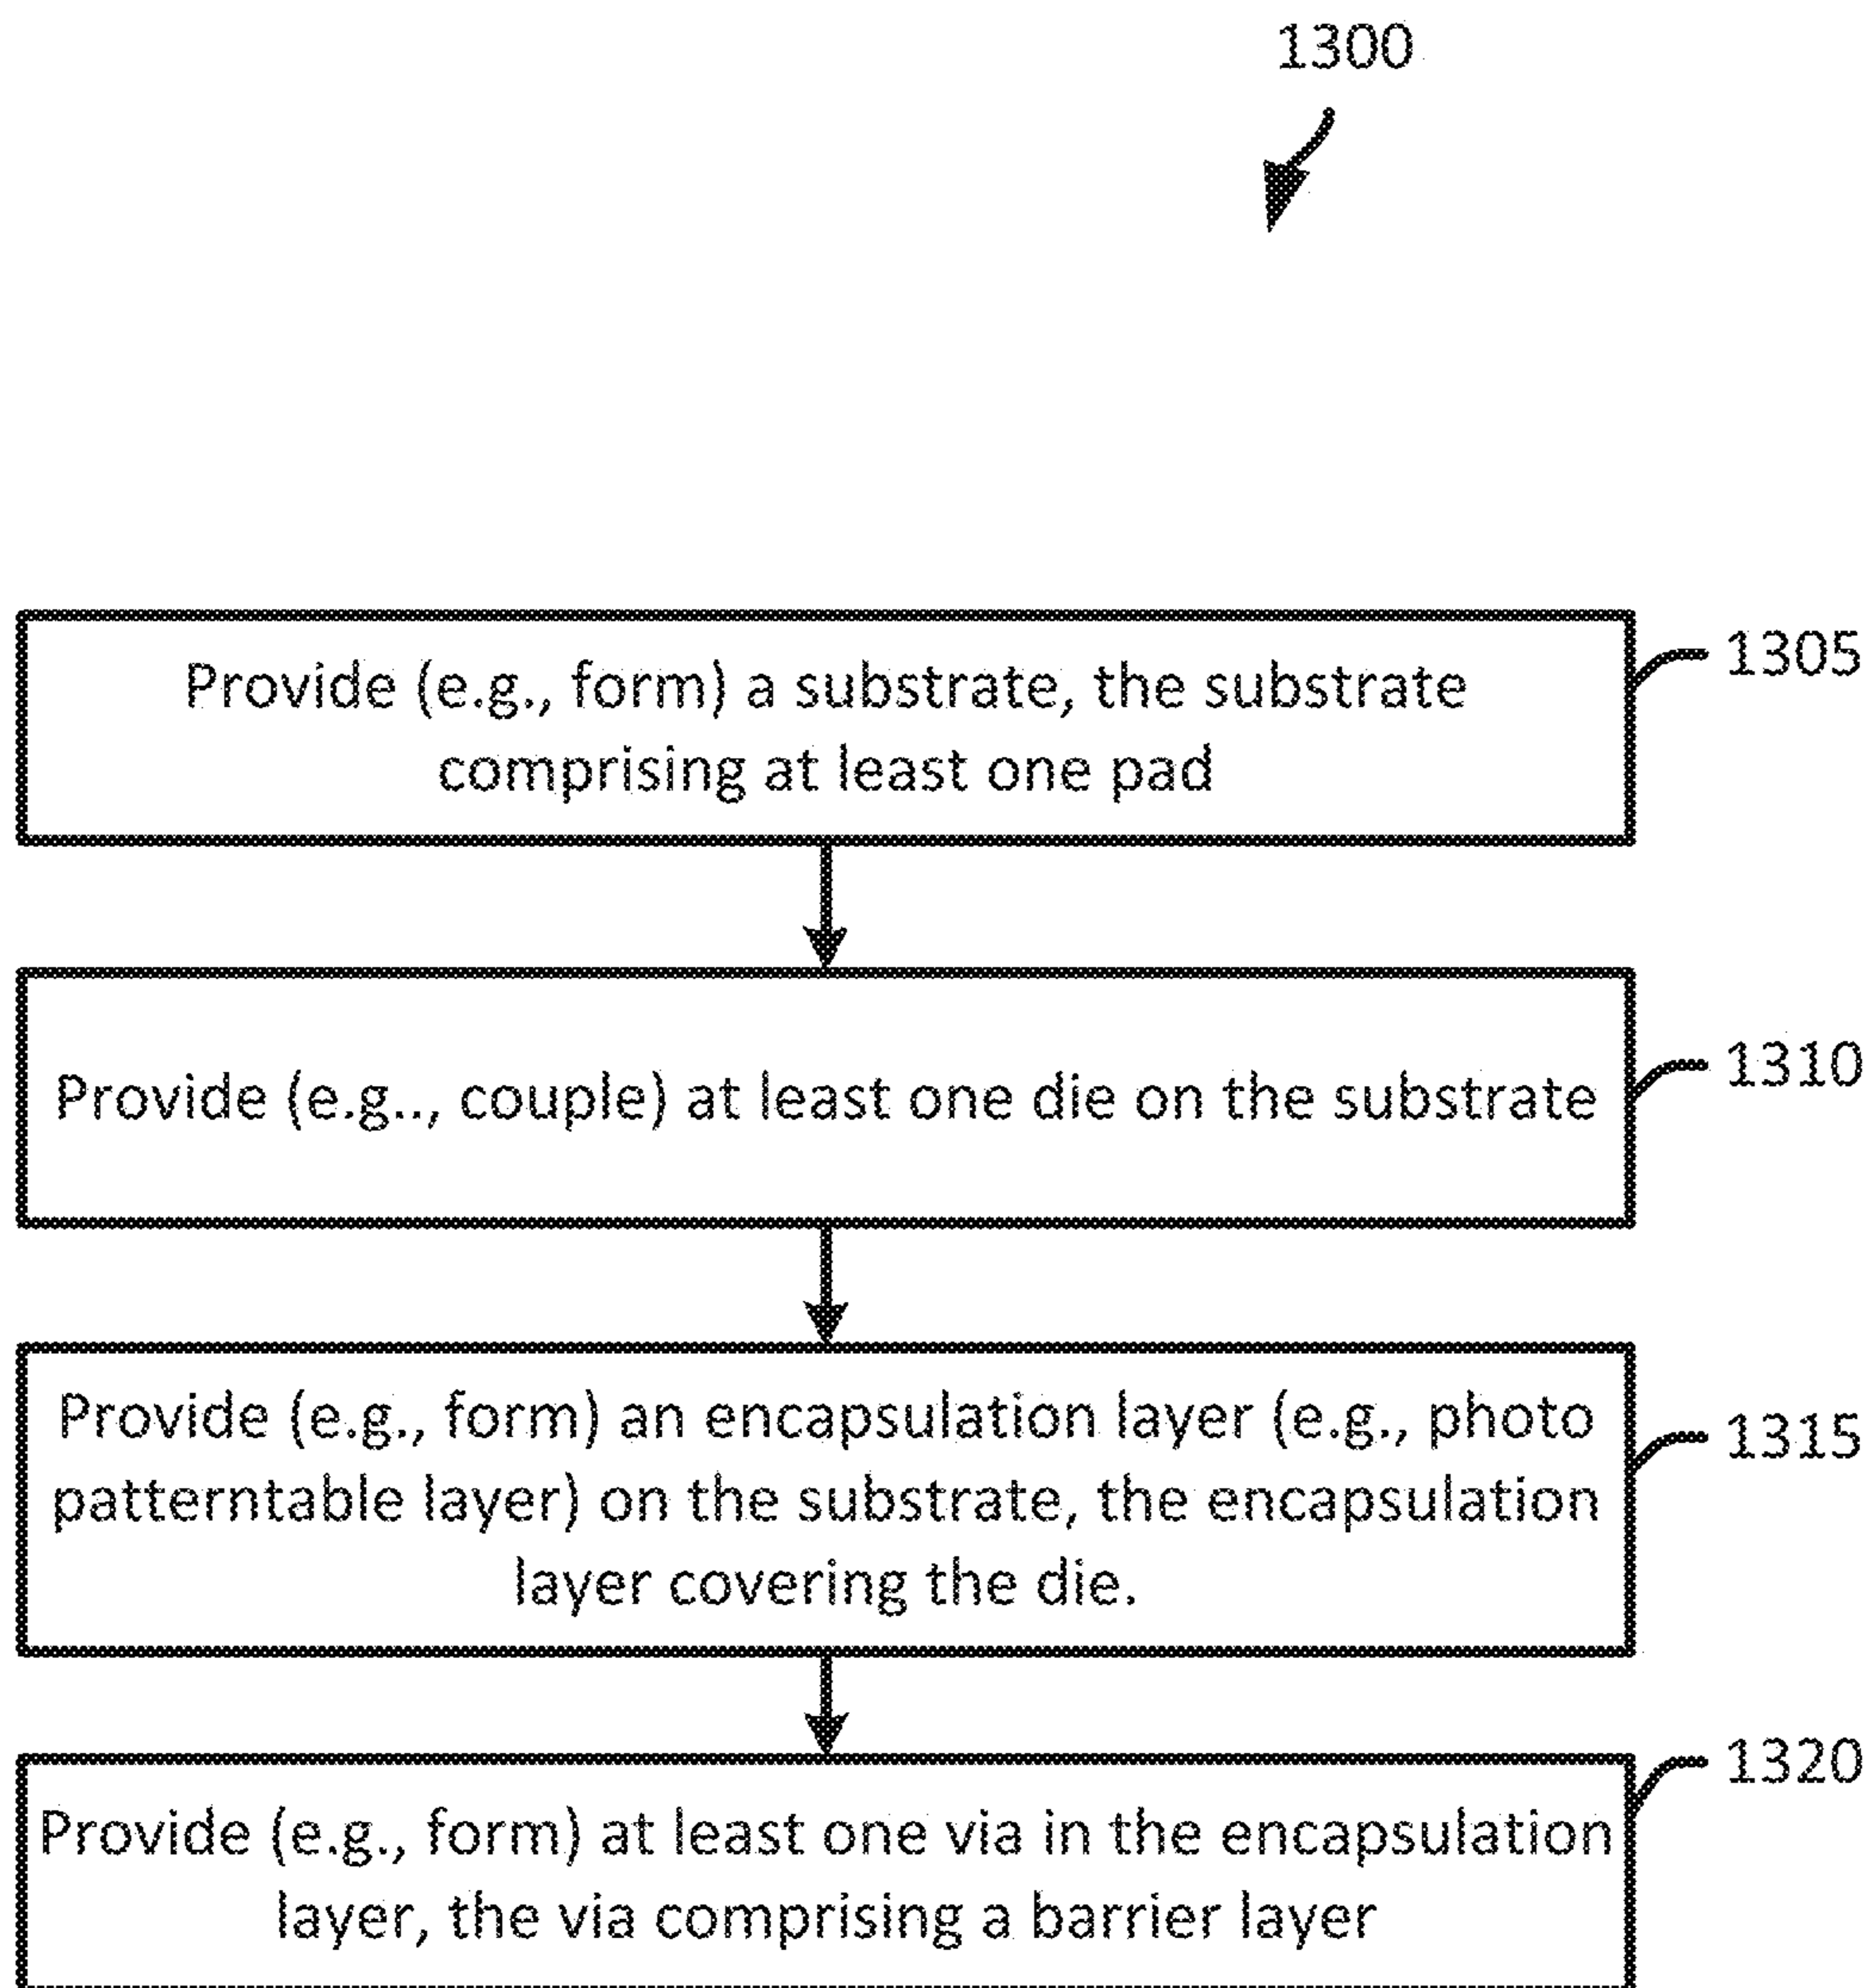 1300
Provide (e.g., form) a substrate, the substrate
comprising at least one pad
1305
Provide (e.g.., couple) at least one die on the substrate
1310
Provide (e.g., form) an encapsulation layer (e.g., photo
patterntable layer) on the substrate, the encapsulation
layer covering the die.
1315
Provide (e.g., form) at least one via in the encapsulation
layer, the via comprising a barrier layer
1320